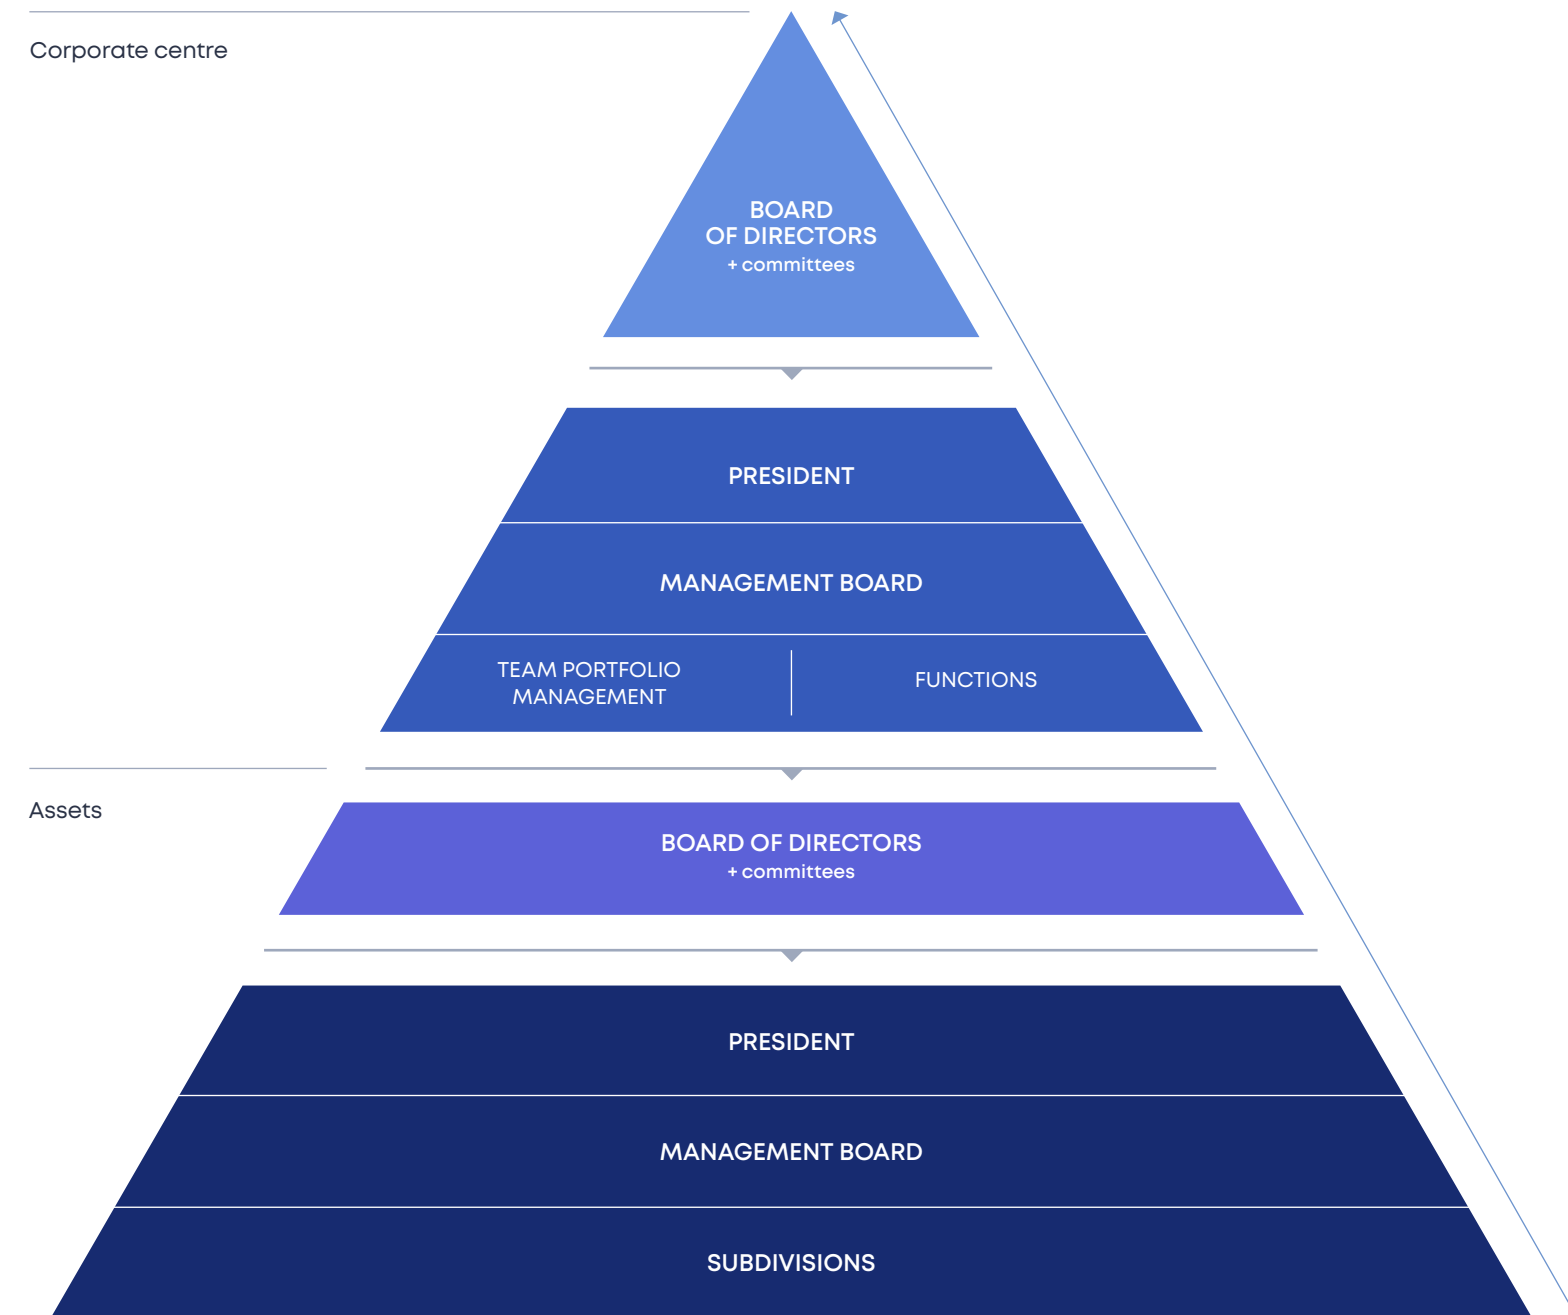 Corporate centre
BOARD
OF DIRECTORS
+ committees
PRESIDENT
MANAGEMENT BOARD
TEAM PORTFOLIO
MANAGEMENT
FUNCTIONS
Assets
BOARD OF DIRECTORS
+ committees
PRESIDENT
MANAGEMENT BOARD
SUBDIVISIONS